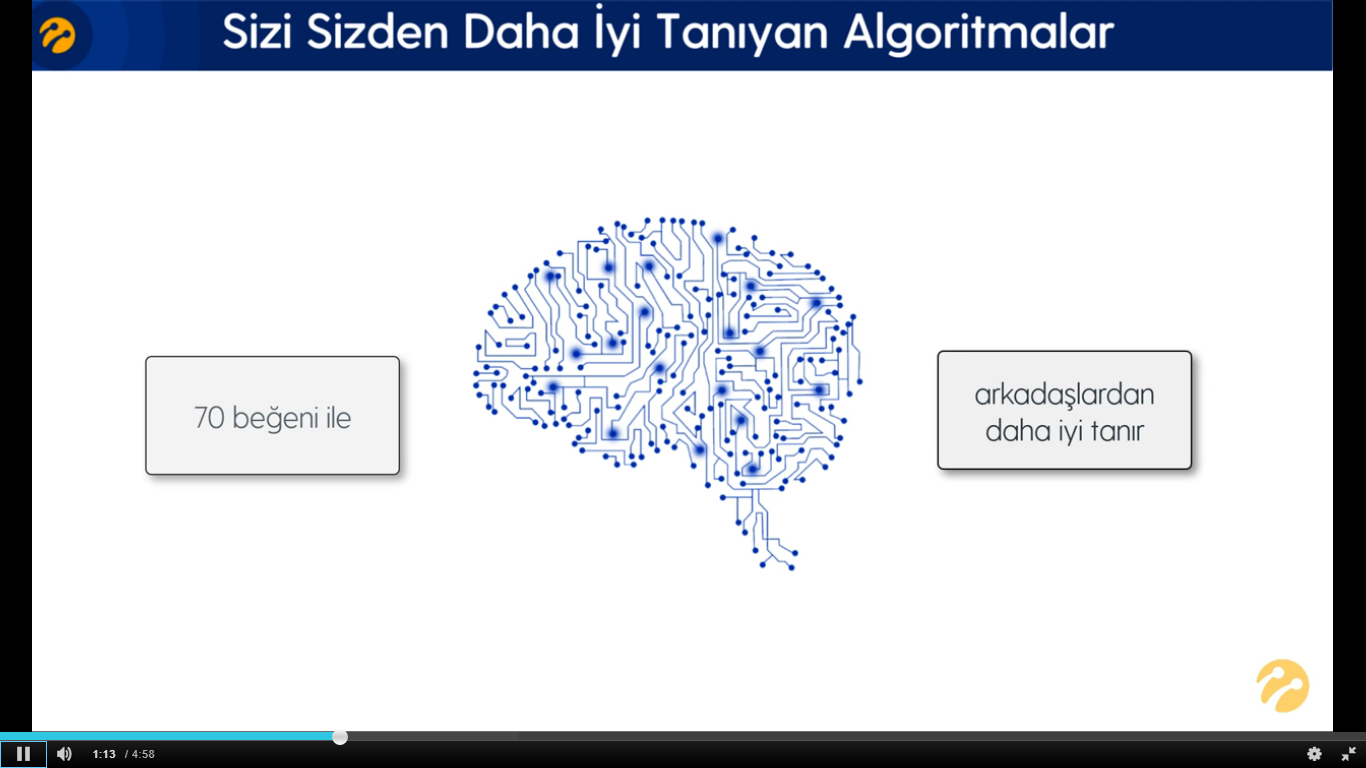 Sizi Sizden Daha İyi Tanıyan Algoritmalar
70 beğeni ile
arkadaşlardan
daha iyi tanır
1:13 / 4:58